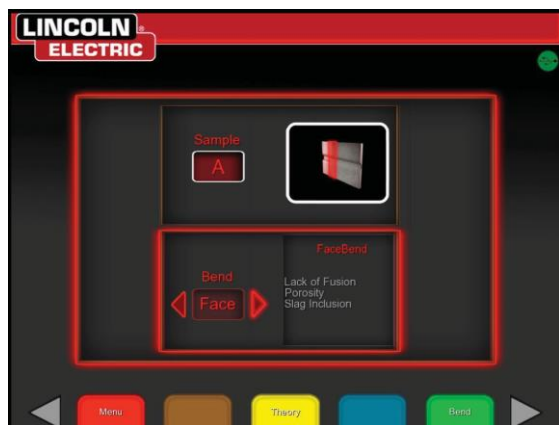 LINCOLN
ELECTRIC
Sample
A
Bend
Face
FaceBend
Lack of Fusion
Porosity
Slag Inclusion
Menu
Theory
Bend